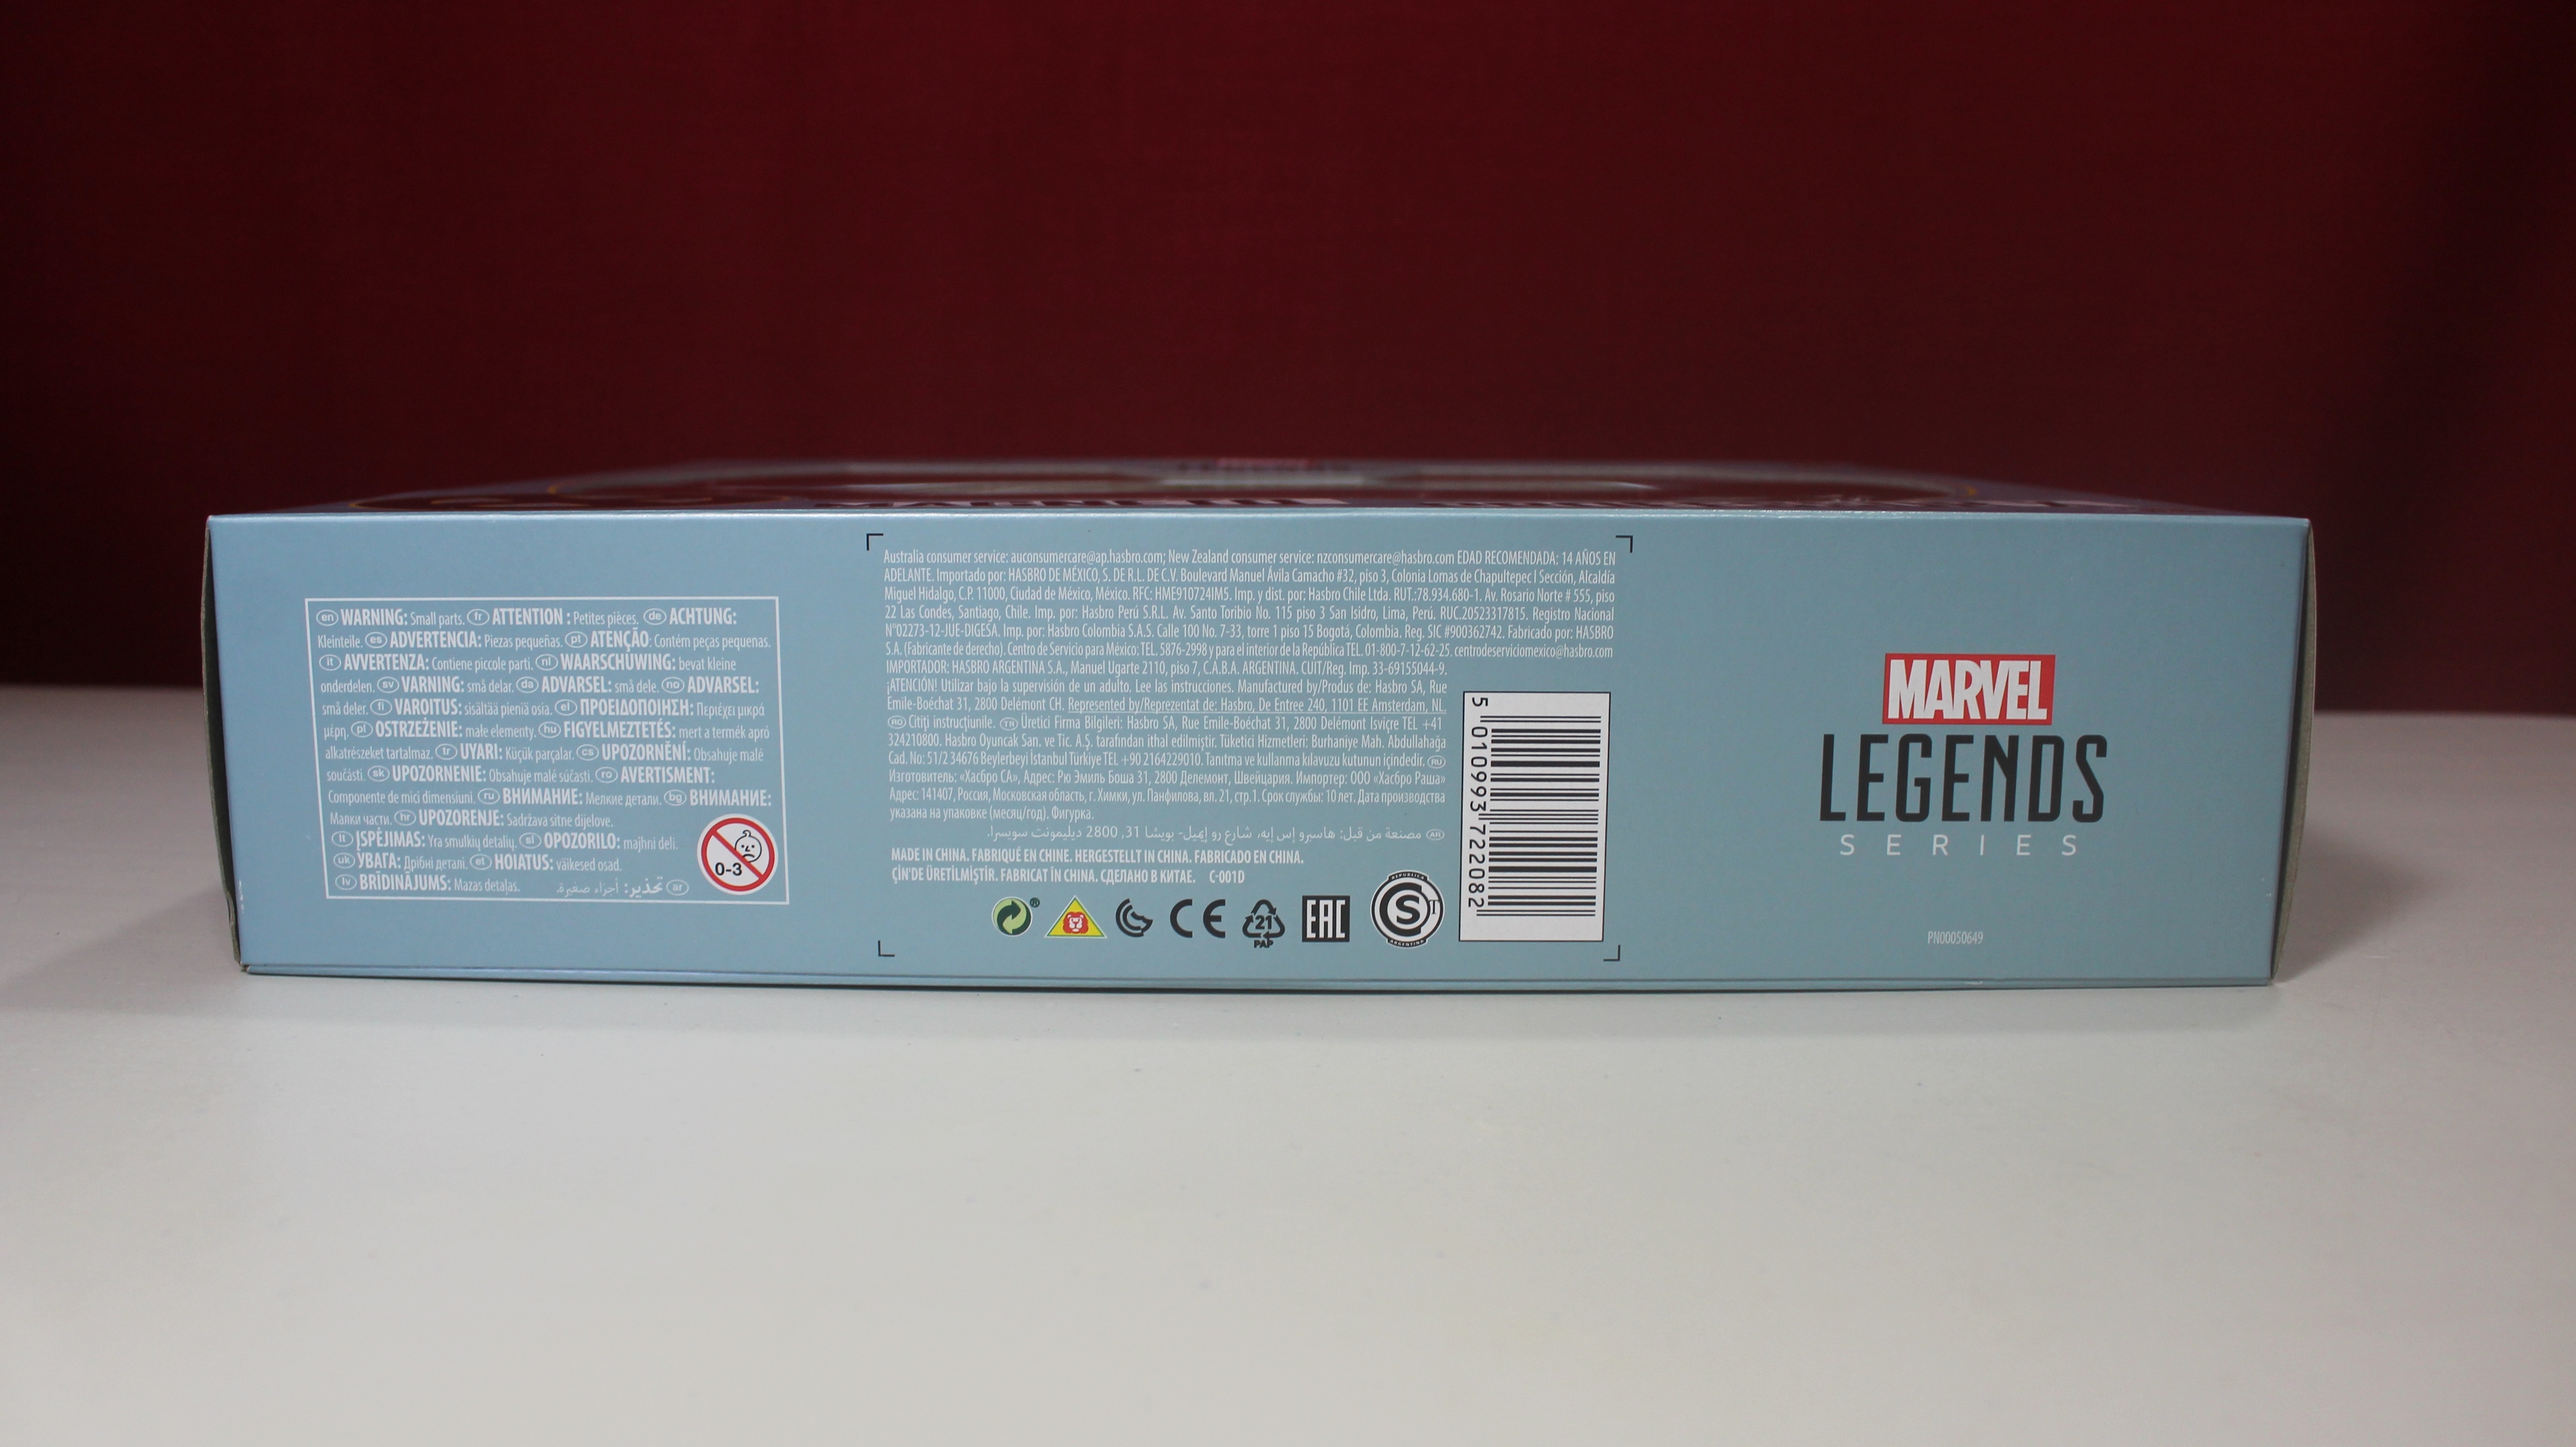 en WARNING: Small parts. fr ATTENTION : Petites pièces. de ACHTUNG:
Kleinteile. es ADVERTENCIA: Piezas pequeñas. pt ATENÇÃO: Contém peças pequenas.
it AVVERTENZA: Contiene piccole parti. nl WAARSCHUWING: bevat kleine
onderdelen. sv VARNING: små delar. da ADVARSEL: små dele. no ADVARSEL:
små deler. fi VAROITUS: sisältää pieniä osia. el ΠΡΟΕΙΔΟΠΟΙΗΣΗ: Περιέχει μικρά
μέρη. pl OSTRZEŻENIE: małe elementy. hu FIGYELMEZTETÉS: mert a termék apró
alkatrészeket tartalmaz. tr UYARI: Küçük parçalar. cs UPOZORNĚNÍ: Obsahuje malé
součásti. sk UPOZORNENIE: Obsahuje malé súčasti. ro AVERTISMENT:
Componente de mici dimensiuni. ru ВНИМАНИЕ: Мелкие детали. bg ВНИМАНИЕ:
Малки части. hr UPOZORENJE: Sadržava sitne dijelove.
lt ĮSPĖJIMAS: Yra smulkių detalių. sl OPOZORILO: majhni deli.
uk УВАГА: Дрібні деталі. et HOIATUS: väikesed osad.
lv BRĪDINĀJUMS: Mazas detaļas. ar تحذير: أجزاء صغيرة.
0-3
Australia consumer service: auconsumercare@ap.hasbro.com; New Zealand consumer service: nzconsumercare@hasbro.com EDAD RECOMENDADA: 14 AÑOS EN
ADELANTE. Importado por: HASBRO DE MÉXICO, S. DE R.L. DE C.V. Boulevard Manuel Ávila Camacho #32, piso 3, Colonia Lomas de Chapultepec I Sección, Alcaldía
Miguel Hidalgo, C.P. 11000, Ciudad de México, México. RFC: HME910724IM5. Imp. y dist. por: Hasbro Chile Ltda. RUT.:78.934.680-1. Av. Rosario Norte # 555, piso
22 Las Condes, Santiago, Chile. Imp. por: Hasbro Perú S.R.L. Av. Santo Toribio No. 115 piso 3 San Isidro, Lima, Perú. RUC.20523317815. Registro Nacional
N°02273-12-JUE-DIGESA. Imp. por: Hasbro Colombia S.A.S. Calle 100 No. 7-33, torre 1 piso 15 Bogotá, Colombia. Reg. SIC #900362742. Fabricado por: HASBRO
S.A. (Fabricante de derecho). Centro de Servicio para México: TEL. 5876-2998 y para el interior de la República TEL. 01-800-7-12-62-25. centrodeserviciomexico@hasbro.com
IMPORTADOR: HASBRO ARGENTINA S.A., Manuel Ugarte 2110, piso 7, C.A.B.A. ARGENTINA. CUIT/Reg. Imp. 33-69155044-9.
¡ATENCIÓN! Utilizar bajo la supervisión de un adulto. Lee las instrucciones. Manufactured by/Produs de: Hasbro SA, Rue
Emile-Boéchat 31, 2800 Delémont CH. Represented by/Reprezentat de: Hasbro, De Entree 240, 1101 EE Amsterdam, NL.
RO Citiți instrucțiunile. TR Üretici Firma Bilgileri: Hasbro SA, Rue Emile-Boéchat 31, 2800 Delémont Isviçre TEL +41
324210800. Hasbro Oyuncak San. ve Tic. A.Ş. tarafından ithal edilmiştir. Tüketici Hizmetleri: Burhaniye Mah. Abdullahağa
Cad. No: 51/2 34676 Beylerbeyi İstanbul Türkiye TEL +90 2164229010. Tanıtma ve kullanma kılavuzu kutunun içindedir. RU
Изготовитель: «Хасбро СА», Адрес: Рю Эмиль Боша 31, 2800 Делемонт, Швейцария. Импортер: ООО «Хасбро Раша»
Адрес: 141407, Россия, Московская область, г. Химки, ул. Панфилова, вл. 21, стр.1. Срок службы: 10 лет. Дата производства
указана на упаковке (месяц/год). Фигурка.
AR مصنعة من قبل: هاسبرو إس إيه، شارع رو إيميل- بويشا 31, 2800 ديليمونت سويسرا.
MADE IN CHINA. FABRIQUÉ EN CHINE. HERGESTELLT IN CHINA. FABRICADO EN CHINA.
ÇİN'DE ÜRETİLMİŞTİR. FABRICAT ÎN CHINA. СДЕЛАНО В КИТАЕ. C-001D
CE
21
PAP
EAC
S
T
5 010993 722082
MARVEL
LEGENDS
SERIES
PN00050649